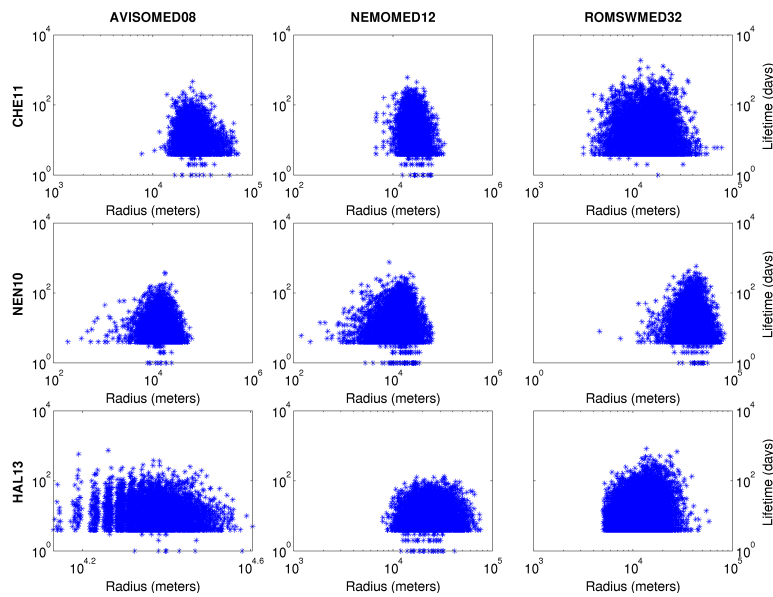 AVISOMED08 NEMOMED12 ROMSWMED32
CHE11
10^4 10^4 10^4
10^2 10^2 10^2
10^0 10^0 10^0
10^3 10^4 10^5 10^2 10^4 10^6 10^3 10^4 10^5
Radius (meters) Radius (meters) Radius (meters)
Lifetime (days)
NEN10
10^4 10^4 10^4
10^2 10^2 10^2
10^0 10^0 10^0
10^2 10^4 10^6 10^2 10^4 10^6 10^0 10^5
Radius (meters) Radius (meters) Radius (meters)
Lifetime (days)
HAL13
10^4 10^4 10^4
10^2 10^2 10^2
10^0 10^0 10^0
10^4.2 10^4.6 10^3 10^4 10^5 10^3 10^4 10^5
Radius (meters) Radius (meters) Radius (meters)
Lifetime (days)